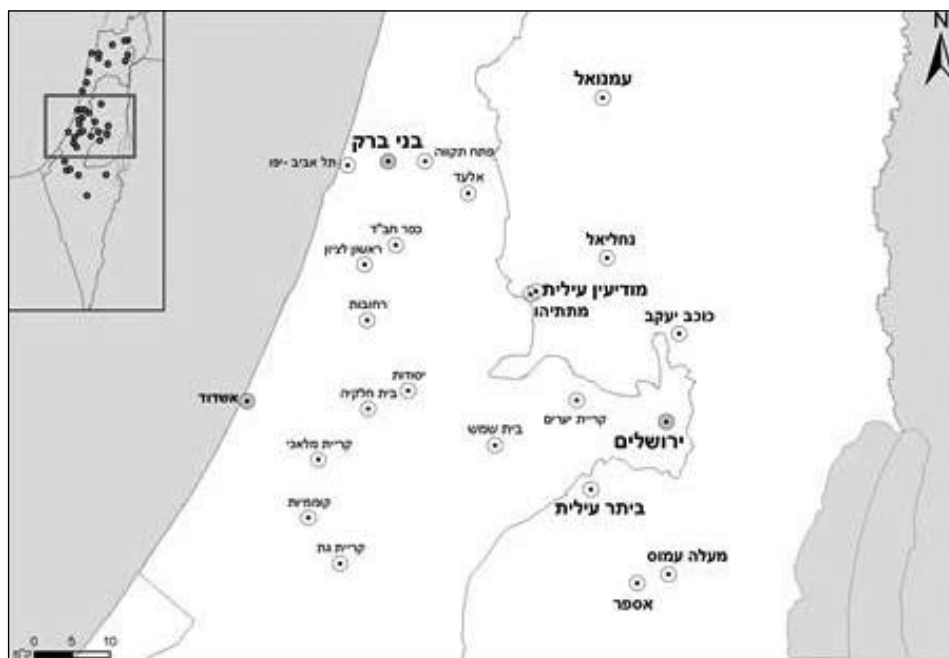 N
עמנואל
בני ברק
פתח תקווה
תל אביב -יפו
אלעד
כפר חב"ד
ראשון לציון
נחליאל
מודיעין עילית
מתתיהו
רחובות
כוכב יעקב
יסודות
בית חלקיה
אשדוד
קריית יערים
בית שמש
ירושלים
קריית מלאכי
ביתר עילית
קוממיות
קריית גת
מעלה עמוס
אספר
0 5 10
ק"מ